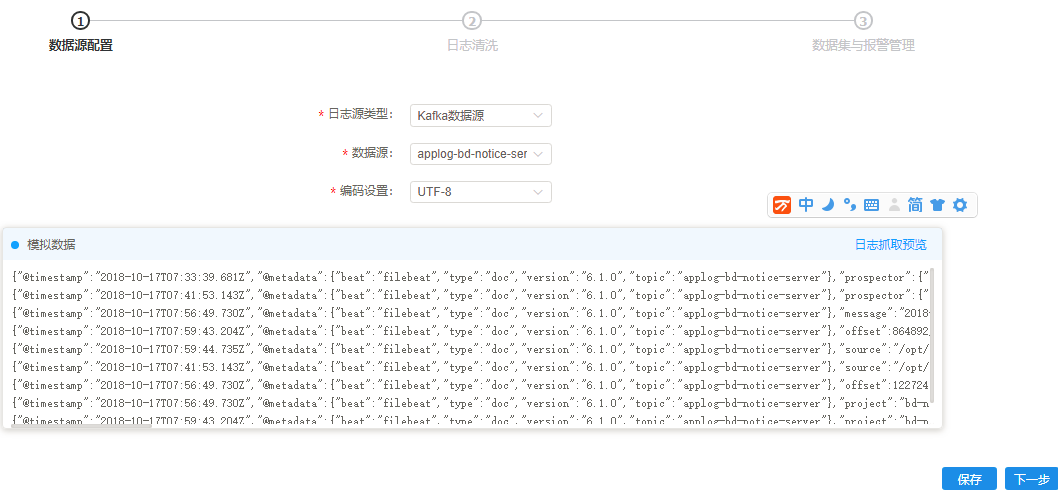 1 2 3
数据源配置 日志清洗 数据集与报警管理
* 日志源类型: Kafka数据源
* 数据源: applog-bd-notice-ser
* 编码设置: UTF-8
中 简
模拟数据 日志抓取预览
{"@timestamp":"2018-10-17T07:33:39.681Z","@metadata":{"beat":"filebeat","type":"doc","version":"6.1.0","topic":"applog-bd-notice-server"},"prospector":{"
{"@timestamp":"2018-10-17T07:41:53.143Z","@metadata":{"beat":"filebeat","type":"doc","version":"6.1.0","topic":"applog-bd-notice-server"},"prospector":{"
{"@timestamp":"2018-10-17T07:56:49.730Z","@metadata":{"beat":"filebeat","type":"doc","version":"6.1.0","topic":"applog-bd-notice-server"},"message":"2018-
{"@timestamp":"2018-10-17T07:59:43.204Z","@metadata":{"beat":"filebeat","type":"doc","version":"6.1.0","topic":"applog-bd-notice-server"},"offset":864892,
{"@timestamp":"2018-10-17T07:59:44.735Z","@metadata":{"beat":"filebeat","type":"doc","version":"6.1.0","topic":"applog-bd-notice-server"},"source":"/opt/
{"@timestamp":"2018-10-17T07:41:53.143Z","@metadata":{"beat":"filebeat","type":"doc","version":"6.1.0","topic":"applog-bd-notice-server"},"source":"/opt/
{"@timestamp":"2018-10-17T07:56:49.730Z","@metadata":{"beat":"filebeat","type":"doc","version":"6.1.0","topic":"applog-bd-notice-server"},"offset":122724
{"@timestamp":"2018-10-17T07:56:49.730Z","@metadata":{"beat":"filebeat","type":"doc","version":"6.1.0","topic":"applog-bd-notice-server"},"project":"bd-n
{"@timestamp":"2018-10-17T07:59:43.204Z","@metadata":{"beat":"filebeat","type":"doc","version":"6.1.0","topic":"applog-bd-notice-server"},"project":"bd-n
保存 下一步